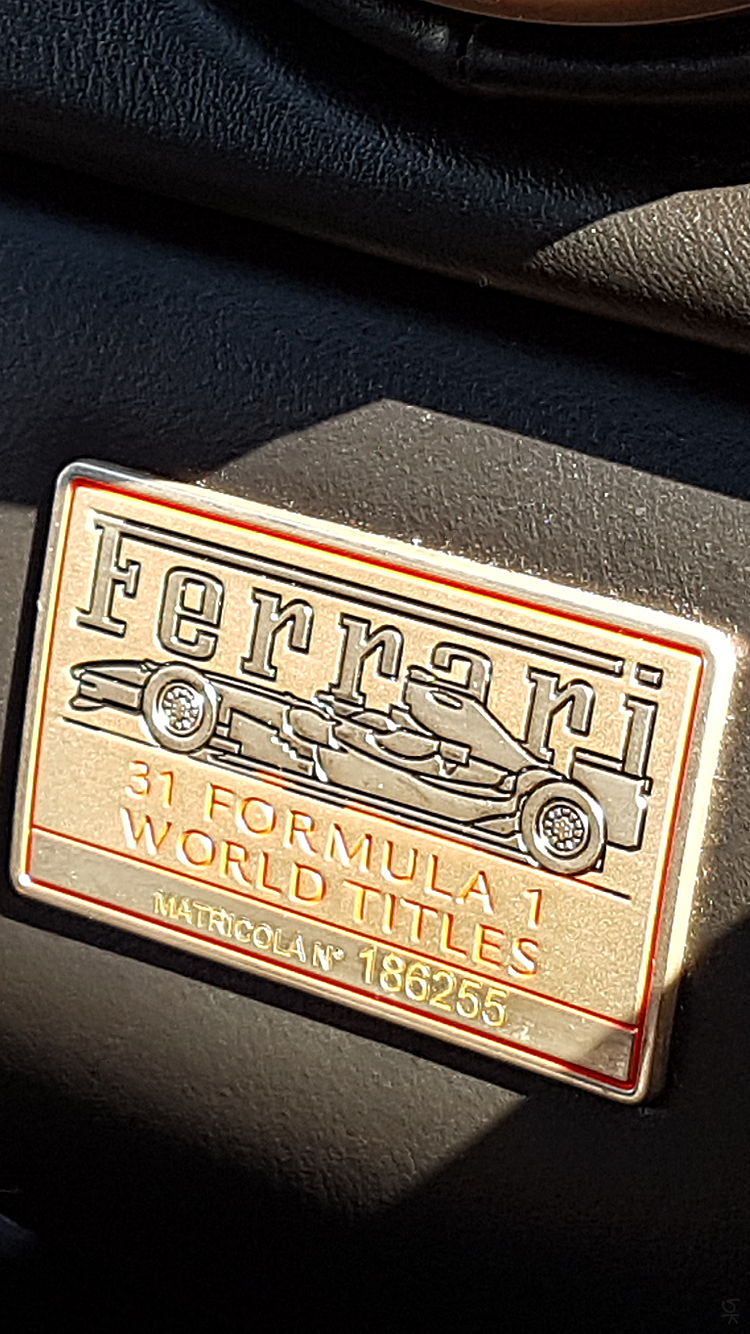 Ferrari
31 FORMULA 1
WORLD TITLES
MATRICOLA N° 186255